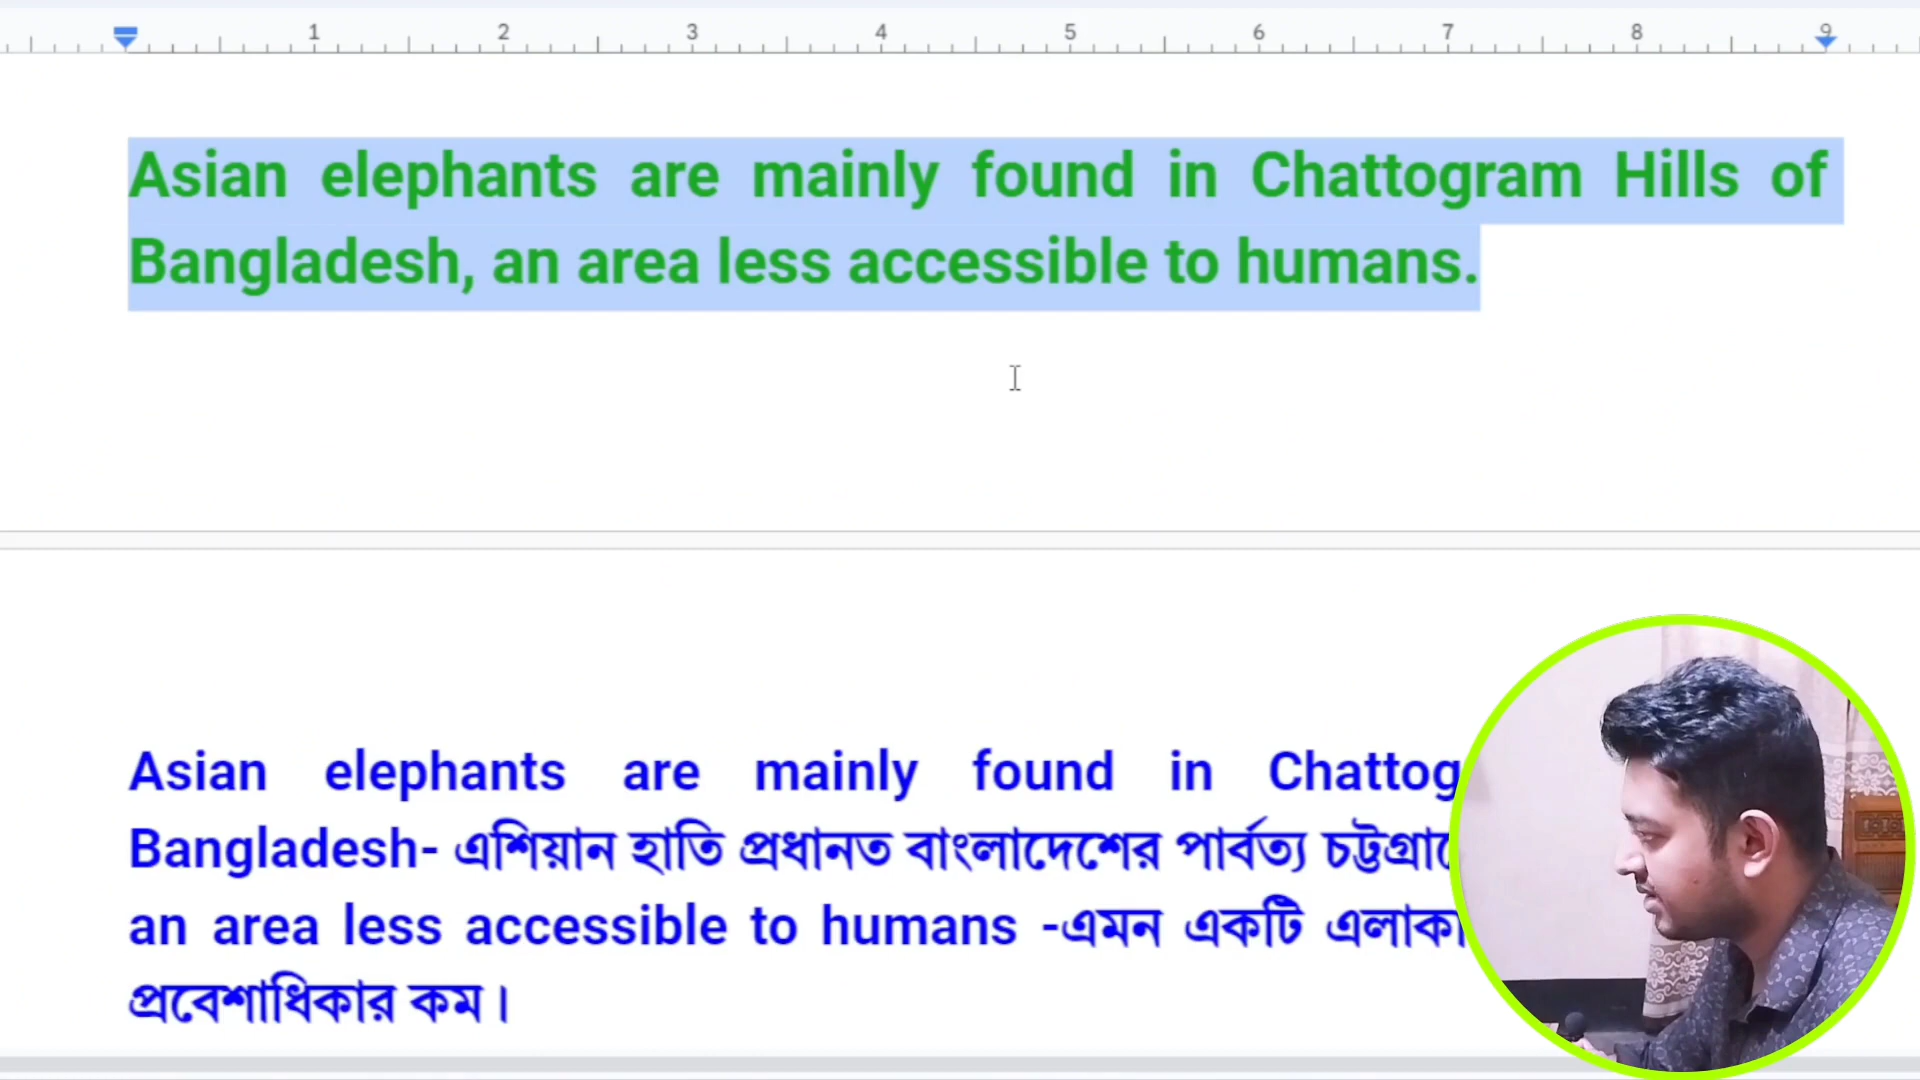 1 2 3 4 5 6 7 8 9
Asian elephants are mainly found in Chattogram Hills of
Bangladesh, an area less accessible to humans.
Asian elephants are mainly found in
Bangladesh- এশিয়ান হাতি প্রধানত বাংলাদেশের পার্বত্য
an area less accessible to humans -এমন একটি
প্রবেশাধিকার কম।